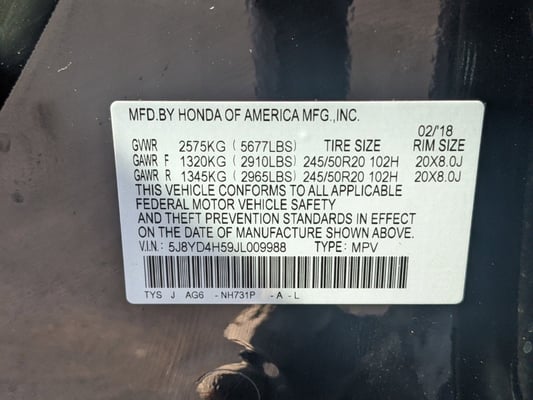 MFD.BY HONDA OF AMERICA MFG.,INC.
02/'18
GVWR 2575KG (5677LBS) TIRE SIZE RIM SIZE
GAWR F 1320KG (2910LBS) 245/50R20 102H 20X8.0J
GAWR R 1345KG (2965LBS) 245/50R20 102H 20X8.0J
THIS VEHICLE CONFORMS TO ALL APPLICABLE
FEDERAL MOTOR VEHICLE SAFETY
AND THEFT PREVENTION STANDARDS IN EFFECT
ON THE DATE OF MANUFACTURE SHOWN ABOVE.
V.I.N.: 5J8YD4H59JL009988 TYPE: MPV
TYS J AG6 -NH731P -A -L